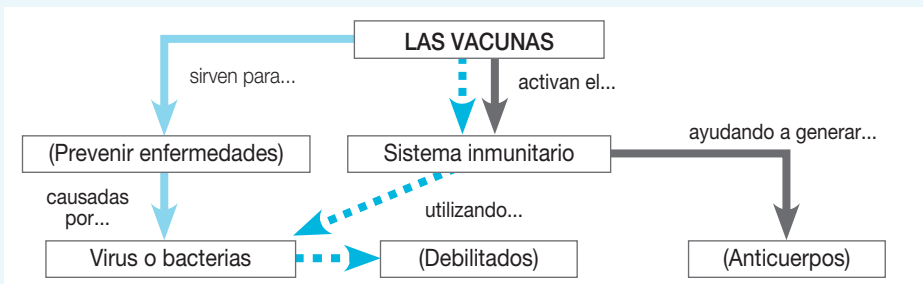 LAS VACUNAS
sirven para...
activan el...
ayudando a generar...
(Prevenir enfermedades)
Sistema inmunitario
causadas
por...
utilizando...
Virus o bacterias
(Debilitados)
(Anticuerpos)